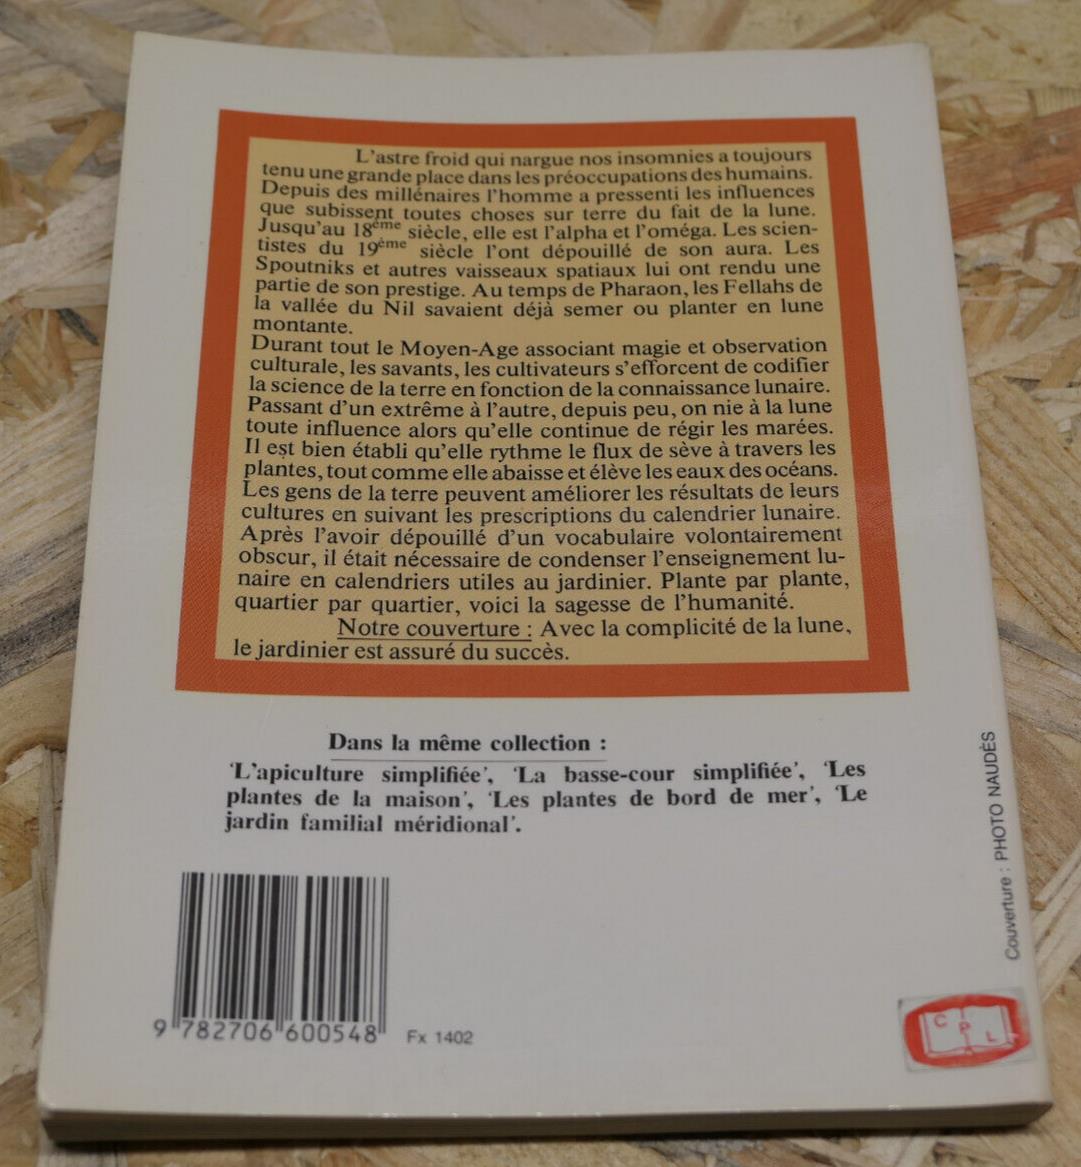 L'astre froid qui nargue nos insomnies a toujours
tenu une grande place dans les préoccupations des humains.
Depuis des millénaires l'homme a pressenti les influences
que subissent toutes choses sur terre du fait de la lune.
Jusqu'au 18ème siècle, elle est l'alpha et l'oméga. Les scien-
tistes du 19ème siècle l'ont dépouillé de son aura. Les
Spoutniks et autres vaisseaux spatiaux lui ont rendu une
partie de son prestige. Au temps de Pharaon, les Fellahs de
la vallée du Nil savaient déjà semer ou planter en lune
montante.
Durant tout le Moyen-Age associant magie et observation
culturale, les savants, les cultivateurs s'efforcent de codifier
la science de la terre en fonction de la connaissance lunaire.
Passant d'un extrême à l'autre, depuis peu, on nie à la lune
toute influence alors qu'elle continue de régir les marées.
Il est bien établi qu'elle rythme le flux de sève à travers les
plantes, tout comme elle abaisse et élève les eaux des océans.
Les gens de la terre peuvent améliorer les résultats de leurs
cultures en suivant les prescriptions du calendrier lunaire.
Après l'avoir dépouillé d'un vocabulaire volontairement
obscur, il était nécessaire de condenser l'enseignement lu-
naire en calendriers utiles au jardinier. Plante par plante,
quartier par quartier, voici la sagesse de l'humanité.
Notre couverture : Avec la complicité de la lune,
le jardinier est assuré du succès.
Dans la même collection :
'L'apiculture simplifiée', 'La basse-cour simplifiée', 'Les
plantes de la maison', 'Les plantes de bord de mer', 'Le
jardin familial méridional'.
Couverture : PHOTO NAUDÈS
9 782706 600548
Fx 1402
C P L